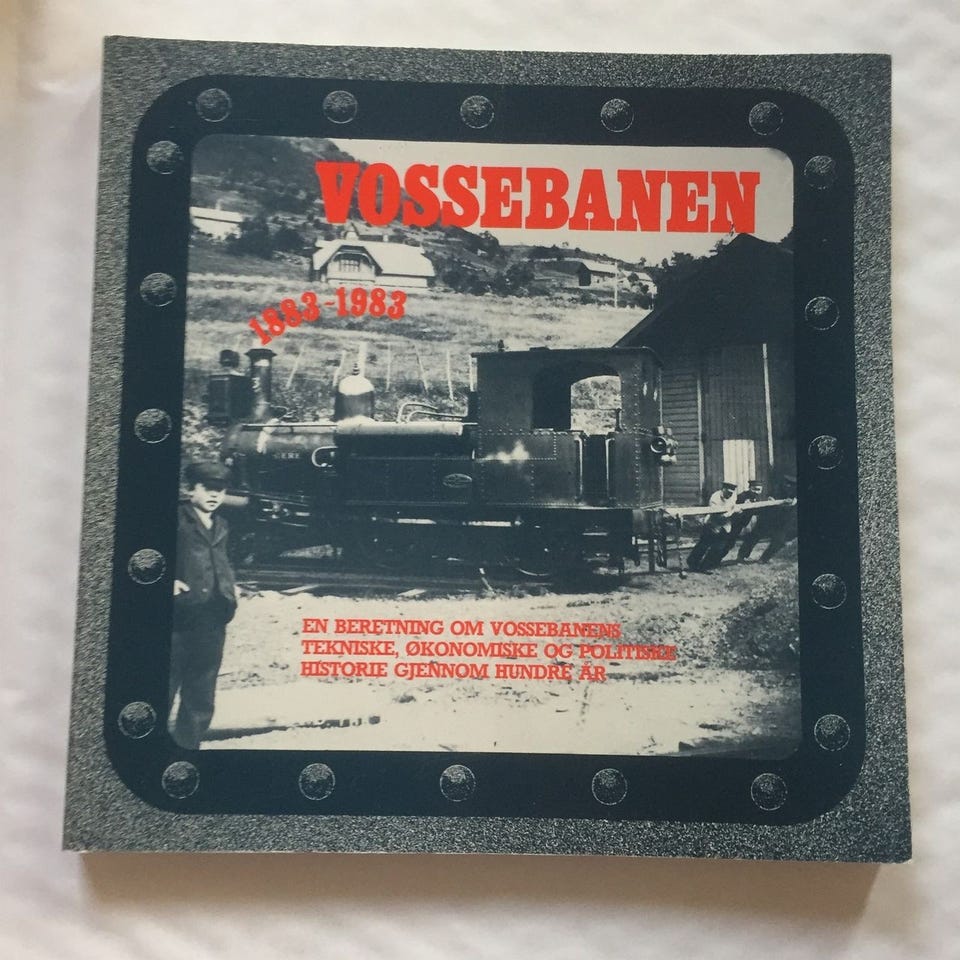 VOSSEBANEN
1883-1983
EN BERETNING OM VOSSEBANENS
TEKNISKE, ØKONOMISKE OG POLITISKE
HISTORIE GJENNOM HUNDRE ÅR